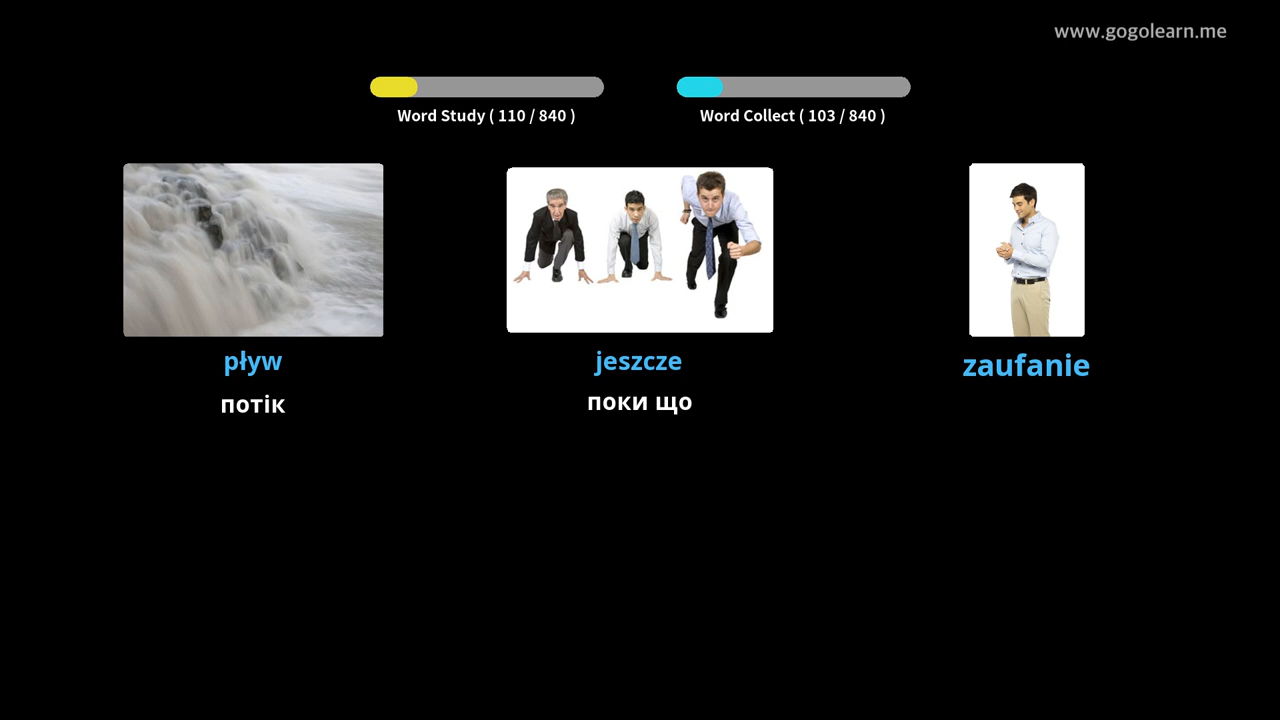 www.gogolearn.me
Word Study ( 110 / 840 )
Word Collect ( 103 / 840 )
pływ
jeszcze
zaufanie
потік
поки що